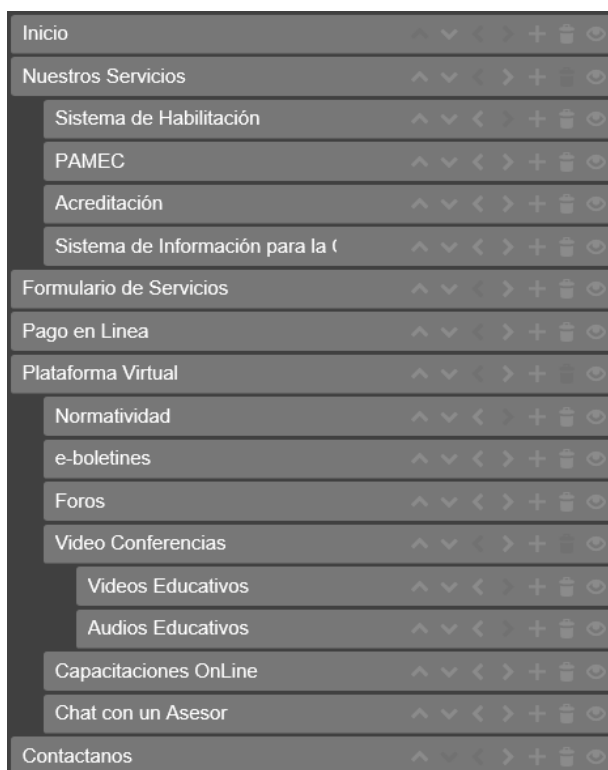 Inicio
Nuestros Servicios
Sistema de Habilitación
PAMEC
Acreditación
Sistema de Información para la
Formulario de Servicios
Pago en Linea
Plataforma Virtual
Normatividad
e-boletines
Foros
Video Conferencias
Videos Educativos
Audios Educativos
Capacitaciones OnLine
Chat con un Asesor
Contactanos